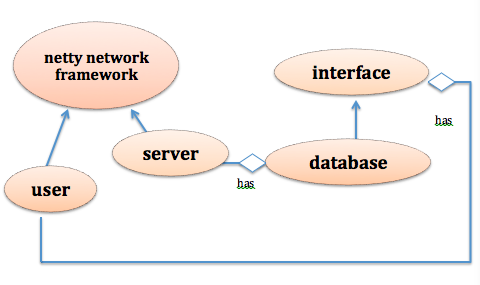 netty network
framework
interface
has
server
database
has
user